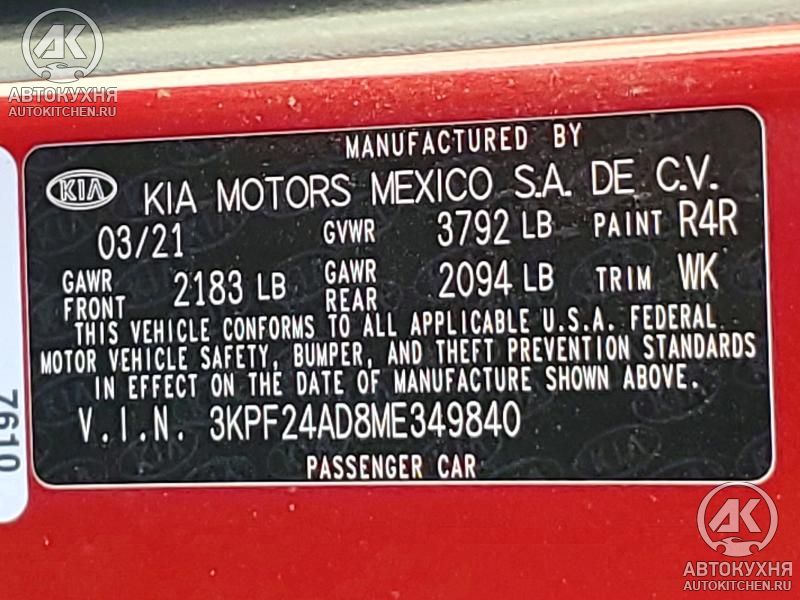 АК
АВТОКУХНЯ
AUTOKITCHEN.RU
MANUFACTURED BY
KIA KIA MOTORS MEXICO S.A. DE C.V.
03/21 GVWR 3792 LB PAINT R4R
GAWR FRONT 2183 LB GAWR REAR 2094 LB TRIM WK
THIS VEHICLE CONFORMS TO ALL APPLICABLE U.S.A. FEDERAL
MOTOR VEHICLE SAFETY, BUMPER, AND THEFT PREVENTION STANDARDS
IN EFFECT ON THE DATE OF MANUFACTURE SHOWN ABOVE.
V.I.N. 3KPF24AD8ME349840
PASSENGER CAR
7610
АК
АВТОКУХНЯ
AUTOKITCHEN.RU